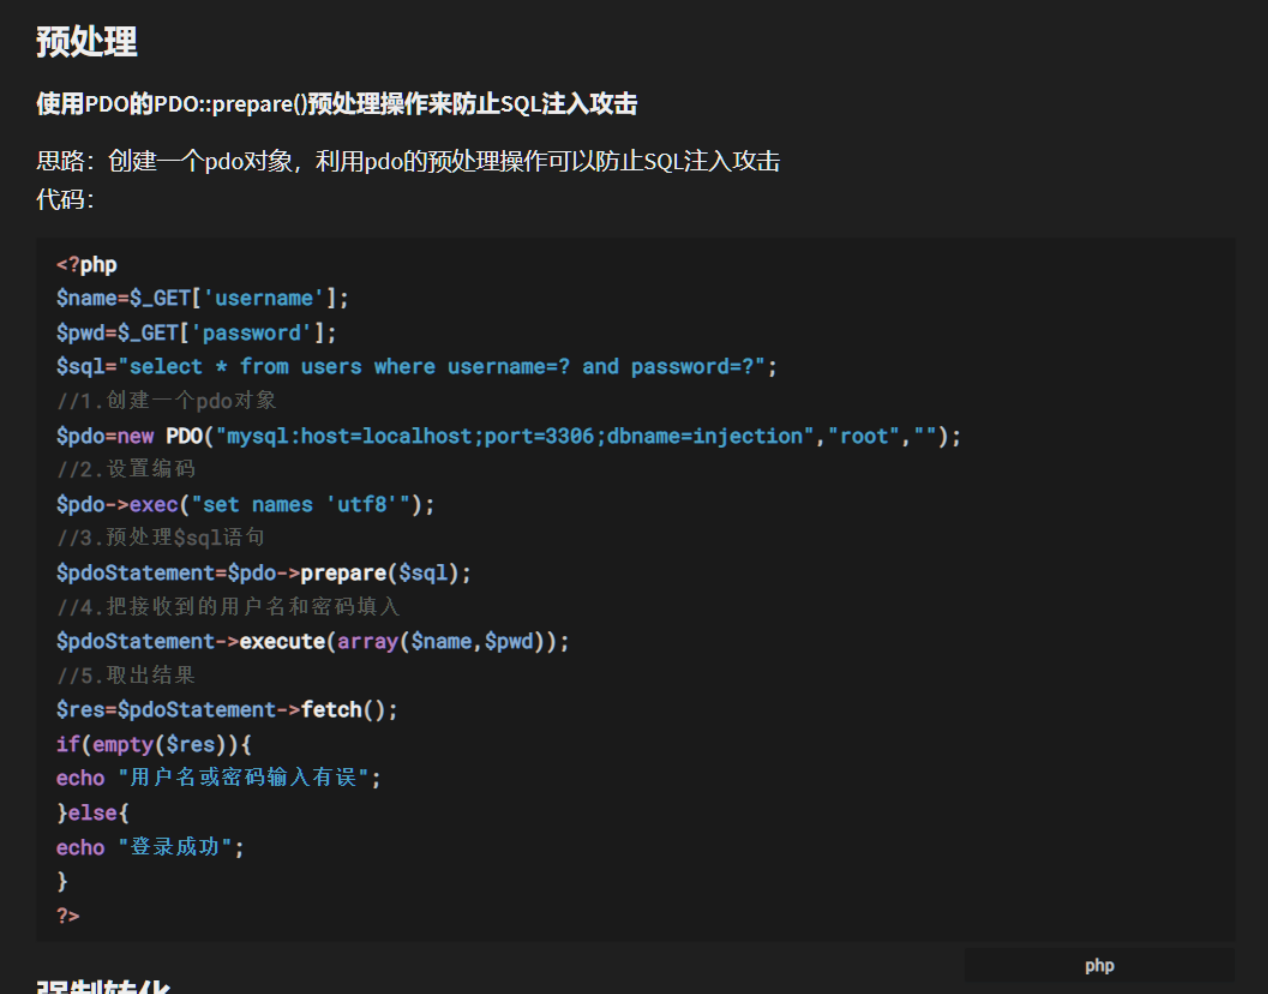 预处理
使用PDO的PDO::prepare()预处理操作来防止SQL注入攻击
思路：创建一个pdo对象，利用pdo的预处理操作可以防止SQL注入攻击
代码：
<?php
$name=$_GET['username'];
$pwd=$_GET['password'];
$sql="select * from users where username=? and password=?";
//1.创建一个pdo对象
$pdo=new PDO("mysql:host=localhost;port=3306;dbname=injection","root","");
//2.设置编码
$pdo->exec("set names 'utf8'");
//3.预处理$sql语句
$pdoStatement=$pdo->prepare($sql);
//4.把接收到的用户名和密码填入
$pdoStatement->execute(array($name,$pwd));
//5.取出结果
$res=$pdoStatement->fetch();
if(empty($res)){
echo "用户名或密码输入有误";
}else{
echo "登录成功";
}
?>
php
强制转化